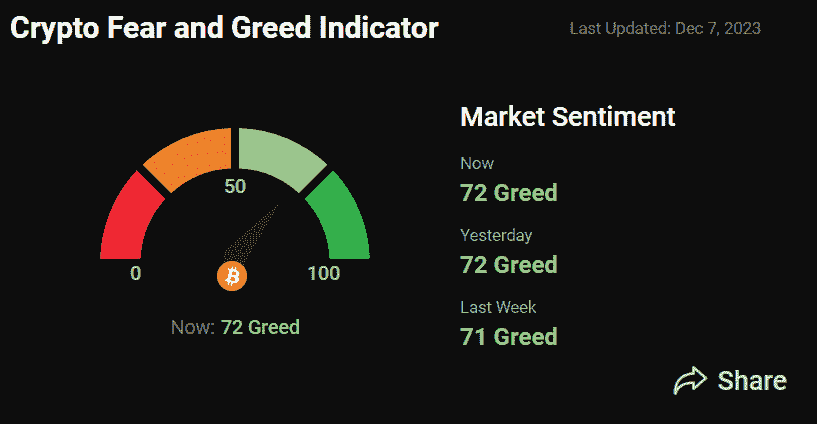 Crypto Fear and Greed Indicator
Last Updated: Dec 7, 2023
50
0
100
Now: 72 Greed
Market Sentiment
Now
72 Greed
Yesterday
72 Greed
Last Week
71 Greed
Share